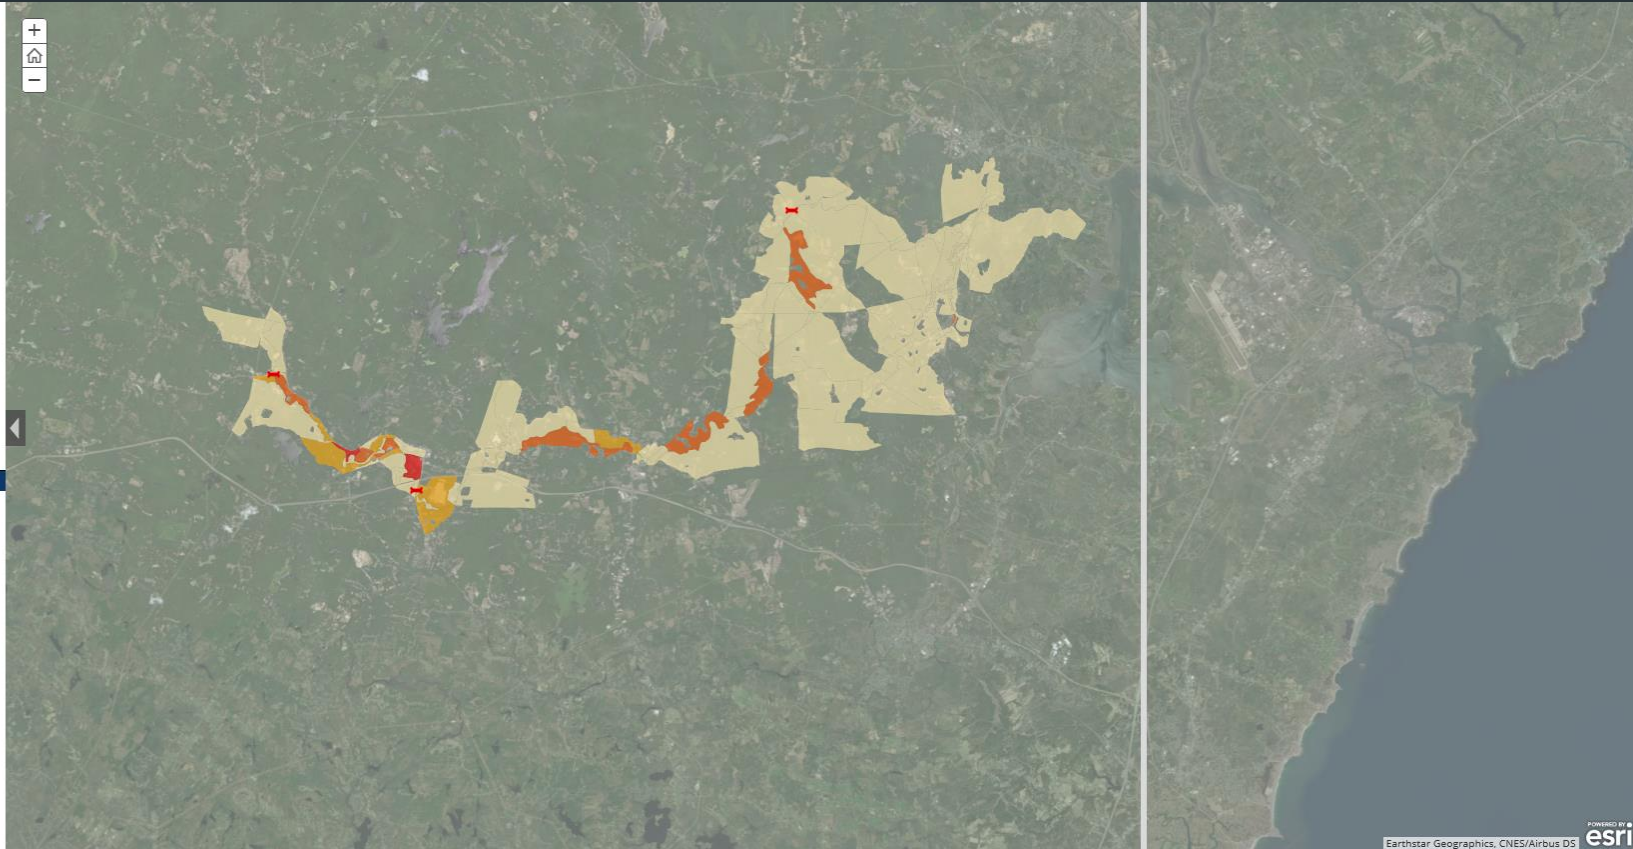 +
−
POWERED BY
esri
Earthstar Geographics, CNES/Airbus DS